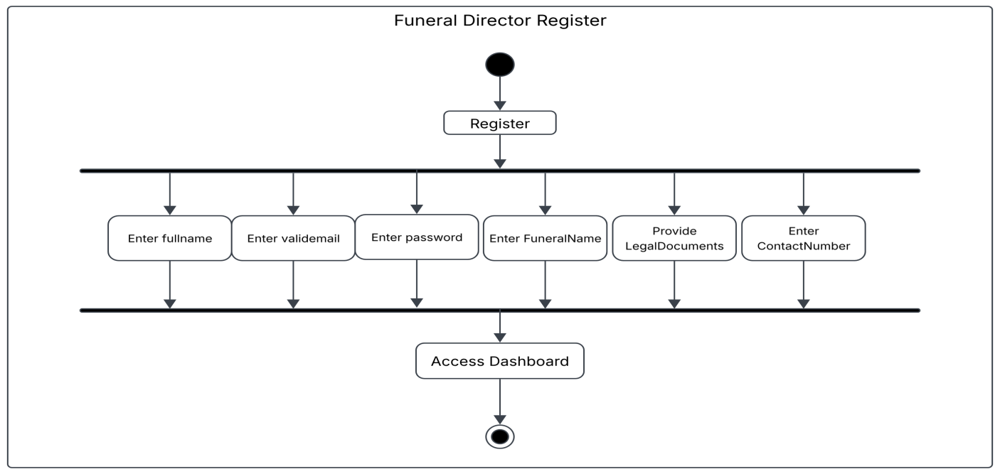 Funeral Director Register
Register
Enter fullname
Enter validemail
Enter password
Enter FuneralName
Provide
LegalDocuments
Enter
ContactNumber
Access Dashboard